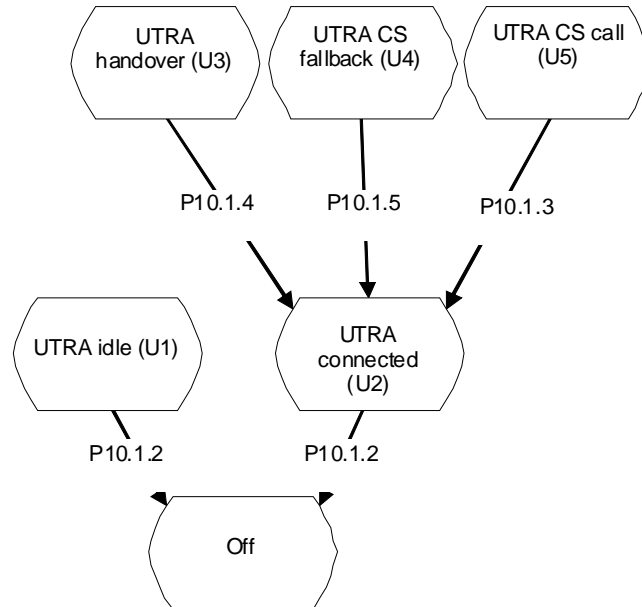 UTRA
handover (U3)
UTRA CS
fallback (U4)
UTRA CS call
(U5)
P10.1.4
P10.1.5
P10.1.3
UTRA idle (U1)
UTRA
connected
(U2)
P10.1.2
P10.1.2
Off